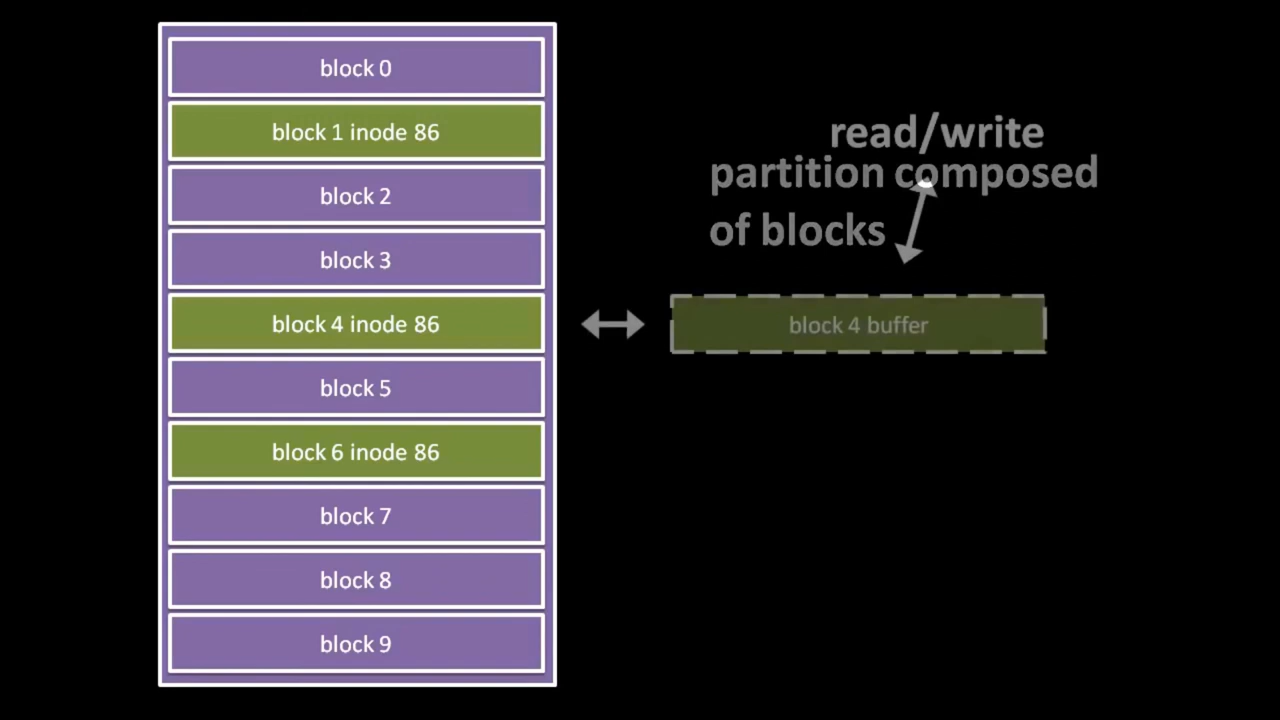 block 0
block 1 inode 86
block 2
block 3
block 4 inode 86
block 5
block 6 inode 86
block 7
block 8
block 9
read/write
partition composed
of blocks
block 4 buffer